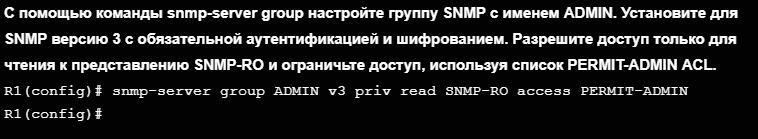 С помощью команды snmp-server group настройте группу SNMP с именем ADMIN. Установите для
SNMP версию 3 с обязательной аутентификацией и шифрованием. Разрешите доступ только для
чтения к представлению SNMP-RO и ограничьте доступ, используя список PERMIT-ADMIN ACL.
R1(config)# snmp-server group ADMIN v3 priv read SNMP-RO access PERMIT-ADMIN
R1(config)#